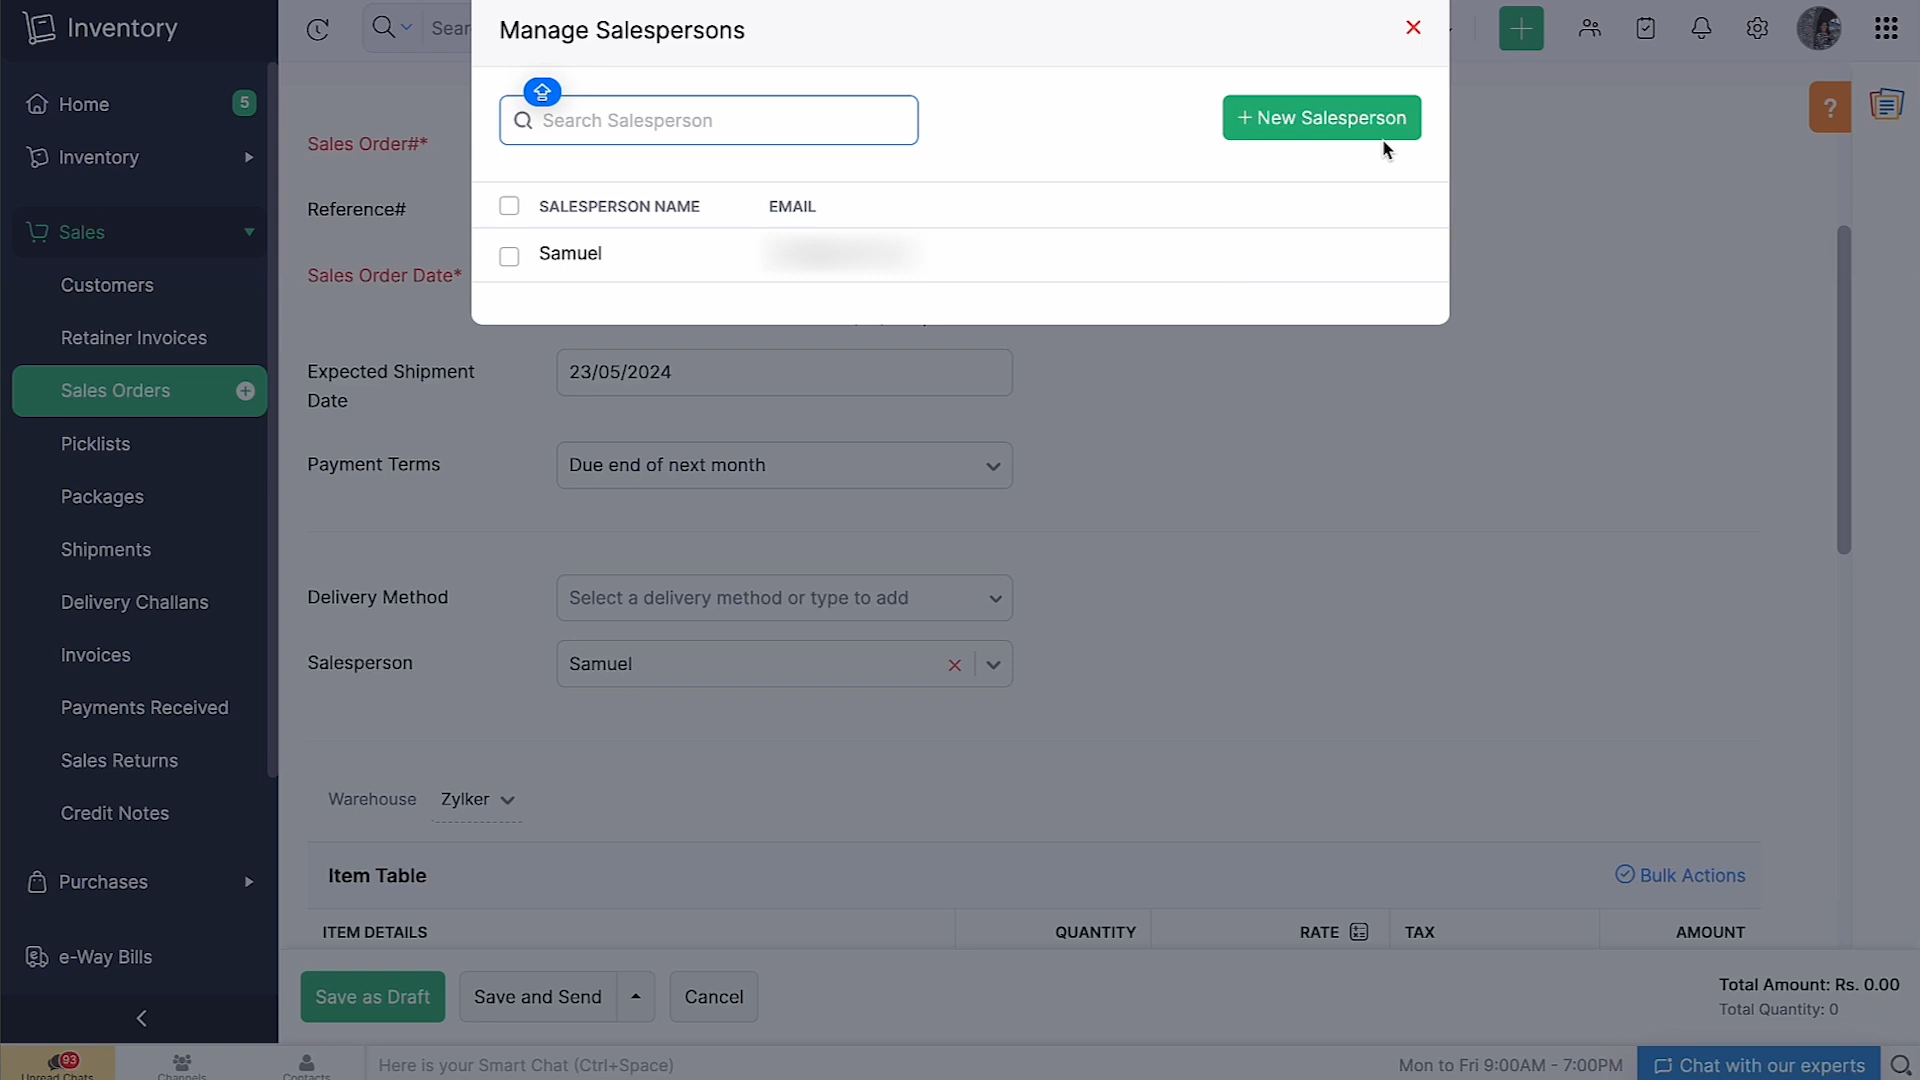 Inventory
Sear
Manage Salespersons
Home
5
Search Salesperson
+ New Salesperson
?
Sales Order#*
Inventory
Reference#
SALESPERSON NAME
EMAIL
Sales
Samuel
Sales Order Date*
Customers
Retainer Invoices
Expected Shipment
Date
23/05/2024
Sales Orders
Picklists
Payment Terms
Due end of next month
Packages
Shipments
Delivery Method
Select a delivery method or type to add
Delivery Challans
Salesperson
Samuel
Invoices
Payments Received
Sales Returns
Warehouse
Zylker
Credit Notes
Item Table
Bulk Actions
Purchases
ITEM DETAILS
QUANTITY
RATE
TAX
AMOUNT
e-Way Bills
Save as Draft
Save and Send
Cancel
Total Amount: Rs. 0.00
Total Quantity: 0
93
Unread Chats
Channels
Contacts
Here is your Smart Chat (Ctrl+Space)
Mon to Fri 9:00AM - 7:00PM
Chat with our experts